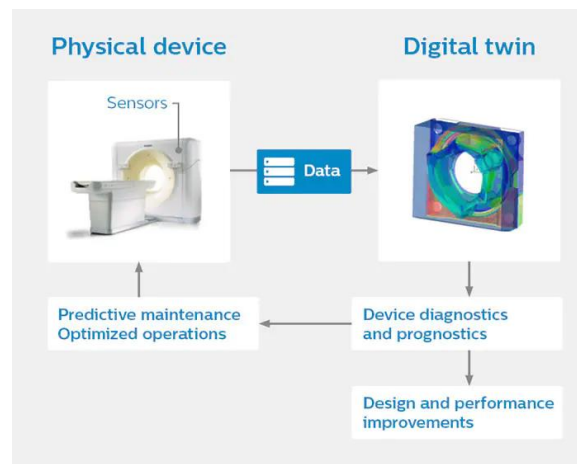 Physical device
Digital twin
Sensors
Data
Predictive maintenance
Optimized operations
Device diagnostics
and prognostics
Design and performance
improvements